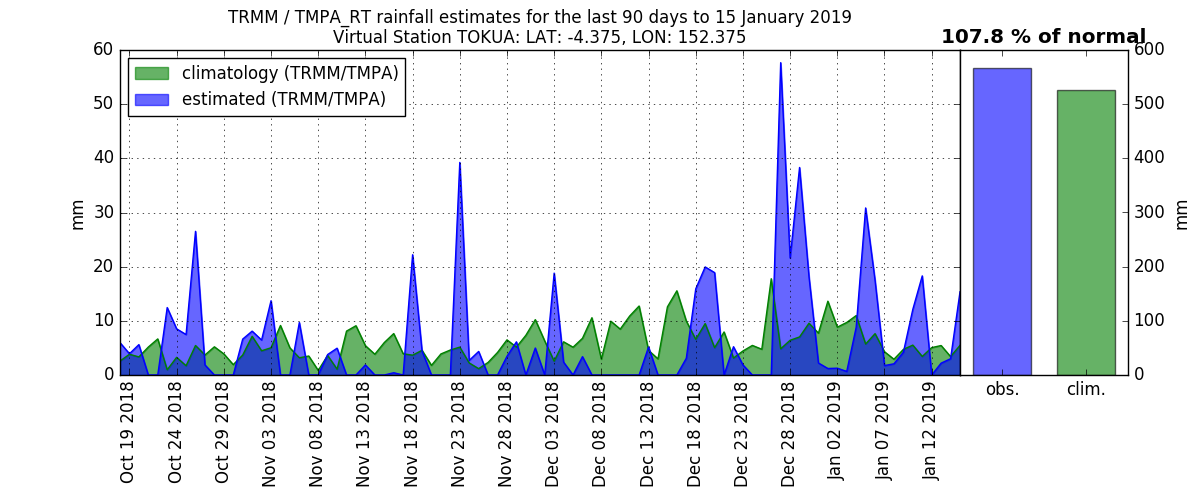 TRMM / TMPA_RT rainfall estimates for the last 90 days to 15 January 2019
Virtual Station TOKUA: LAT: -4.375, LON: 152.375
107.8 % of normal
climatology (TRMM/TMPA)
estimated (TRMM/TMPA)
60
50
40
30
20
10
0
mm
600
500
400
300
200
100
0
mm
Oct 19 2018
Oct 24 2018
Oct 29 2018
Nov 03 2018
Nov 08 2018
Nov 13 2018
Nov 18 2018
Nov 23 2018
Nov 28 2018
Dec 03 2018
Dec 08 2018
Dec 13 2018
Dec 18 2018
Dec 23 2018
Dec 28 2018
Jan 02 2019
Jan 07 2019
Jan 12 2019
obs.
clim.